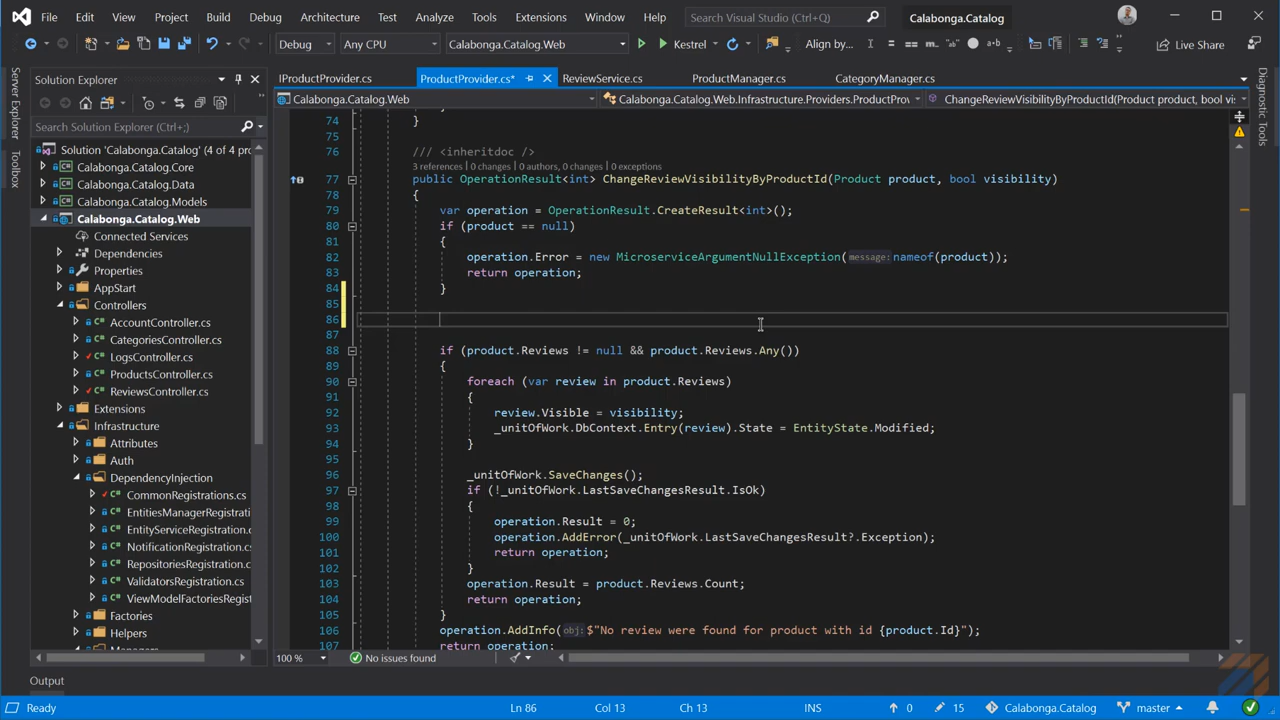 File Edit View Git Project Build Debug Architecture Test Analyze Tools Extensions Window Help Search Visual Studio (Ctrl+Q) Calabonga.Catalog
Debug Any CPU Calabonga.Catalog.Web Kestrel Align by... Live Share
Server Explorer
Toolbox
Solution Explorer
Search Solution Explorer (Ctrl+;)
Solution 'Calabonga.Catalog' (4 of 4 pro
Calabonga.Catalog.Core
Calabonga.Catalog.Data
Calabonga.Catalog.Models
Calabonga.Catalog.Web
Connected Services
Dependencies
Properties
AppStart
Controllers
AccountController.cs
CategoriesController.cs
LogsController.cs
ProductsController.cs
ReviewsController.cs
Extensions
Infrastructure
Attributes
Auth
DependencyInjection
CommonRegistrations.cs
EntitiesManagerRegistrati
EntityServiceRegistration.c
NotificationRegistration.cs
RepositoriesRegistration.c
ValidatorsRegistration.cs
ViewModelFactoriesRegist
Factories
Helpers
Managers
IProductProvider.cs ProductProvider.cs* ReviewService.cs ProductManager.cs CategoryManager.cs
Calabonga.Catalog.Web Calabonga.Catalog.Web.Infrastructure.Providers.ProductProv ChangeReviewVisibilityByProductId(Product product, bool vis
74 }
75
76 /// <inheritdoc />
3 references | 0 changes | 0 authors, 0 changes | 0 exceptions
77 public OperationResult<int> ChangeReviewVisibilityByProductId(Product product, bool visibility)
78 {
79 var operation = OperationResult.CreateResult<int>();
80 if (product == null)
81 {
82 operation.Error = new MicroserviceArgumentNullException(message: nameof(product));
83 return operation;
84 }
85
86
87
88 if (product.Reviews != null && product.Reviews.Any())
89 {
90 foreach (var review in product.Reviews)
91 {
92 review.Visible = visibility;
93 _unitOfWork.DbContext.Entry(review).State = EntityState.Modified;
94 }
95
96 _unitOfWork.SaveChanges();
97 if (!_unitOfWork.LastSaveChangesResult.IsOk)
98 {
99 operation.Result = 0;
100 operation.AddError(_unitOfWork.LastSaveChangesResult?.Exception);
101 return operation;
102 }
103 operation.Result = product.Reviews.Count;
104 return operation;
105 }
106 operation.AddInfo(obj: $"No review were found for product with id {product.Id}");
107 return operation;
Diagnostic Tools
100 % No issues found
Output
Ready Ln 86 Col 13 Ch 13 INS 0 15 Calabonga.Catalog master